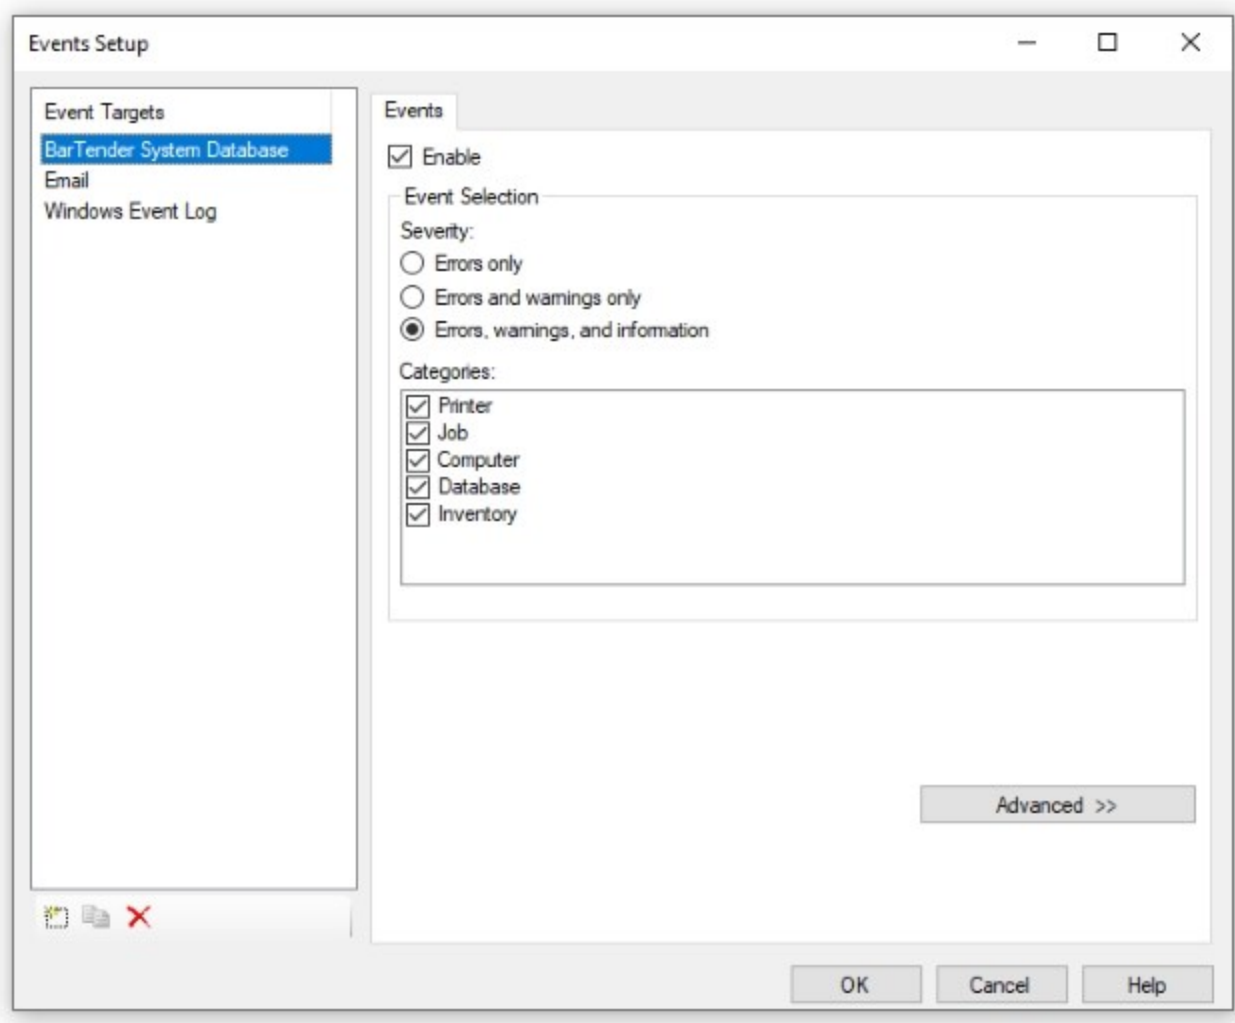 Events Setup
Event Targets
BarTender System Database
Email
Windows Event Log
Events
Enable
Event Selection
Severity:
Errors only
Errors and warnings only
Errors, warnings, and information
Categories:
Printer
Job
Computer
Database
Inventory
Advanced >>
OK
Cancel
Help